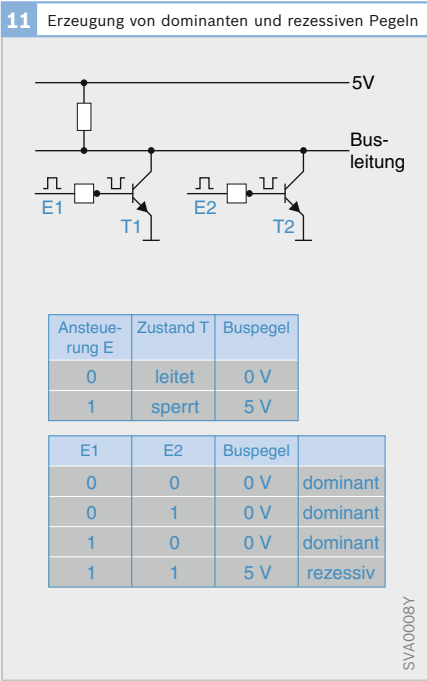 11 Erzeugung von dominanten und rezessiven Pegeln
5V
Bus-
leitung
E1
T1
E2
T2
Ansteue-
rung E
Zustand T
Buspegel
0 leitet 0 V
1 sperrt 5 V
E1 E2 Buspegel
0 0 0 V dominant
0 1 0 V dominant
1 0 0 V dominant
1 1 5 V rezessiv
SVA0008Y